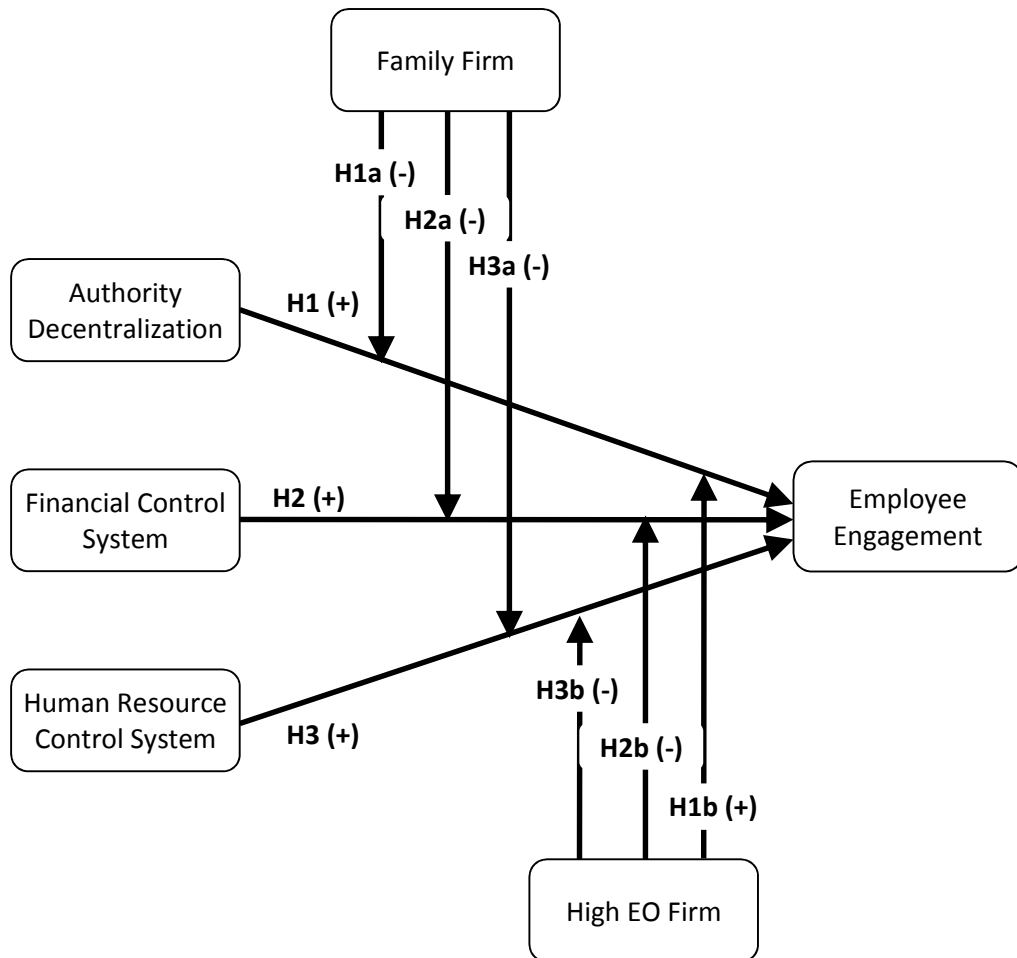 Family Firm
H1a (-)
H2a (-)
H3a (-)
Authority
Decentralization
H1 (+)
Financial Control
System
H2 (+)
Employee
Engagement
Human Resource
Control System
H3 (+)
H3b (-)
H2b (-)
H1b (+)
High EO Firm